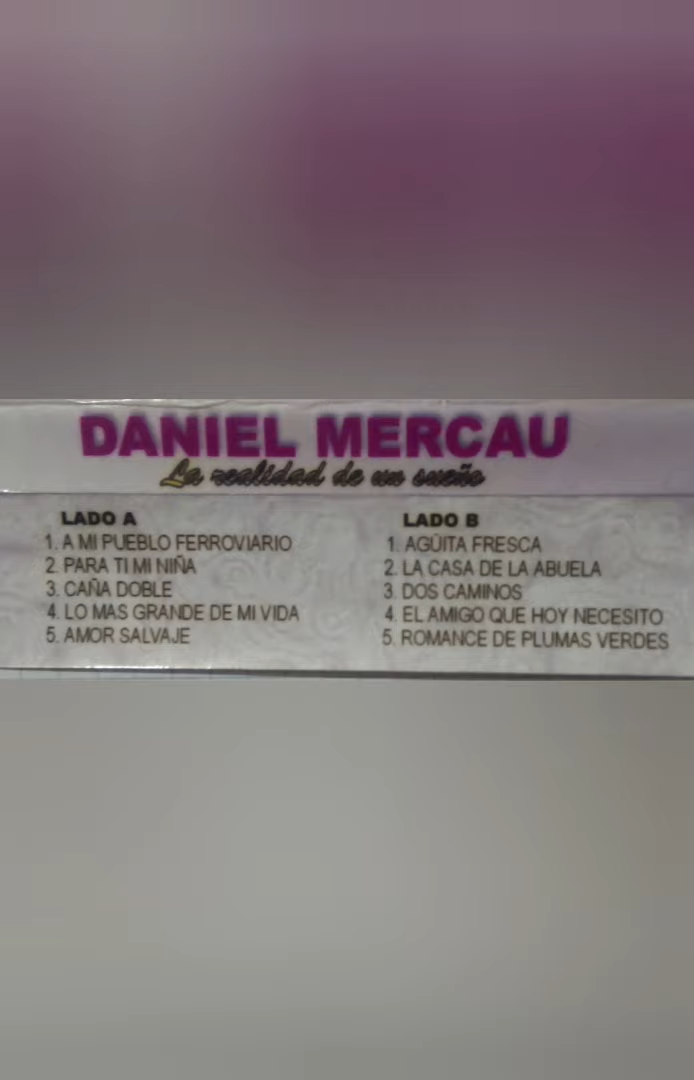 DANIEL MERCAU
La realidad de un sueño
LADO A
1. A MI PUEBLO FERROVIARIO
2. PARA TI MI NIÑA
3. CAÑA DOBLE
4. LO MAS GRANDE DE MI VIDA
5. AMOR SALVAJE
LADO B
1. AGÜITA FRESCA
2. LA CASA DE LA ABUELA
3. DOS CAMINOS
4. EL AMIGO QUE HOY NECESITO
5. ROMANCE DE PLUMAS VERDES